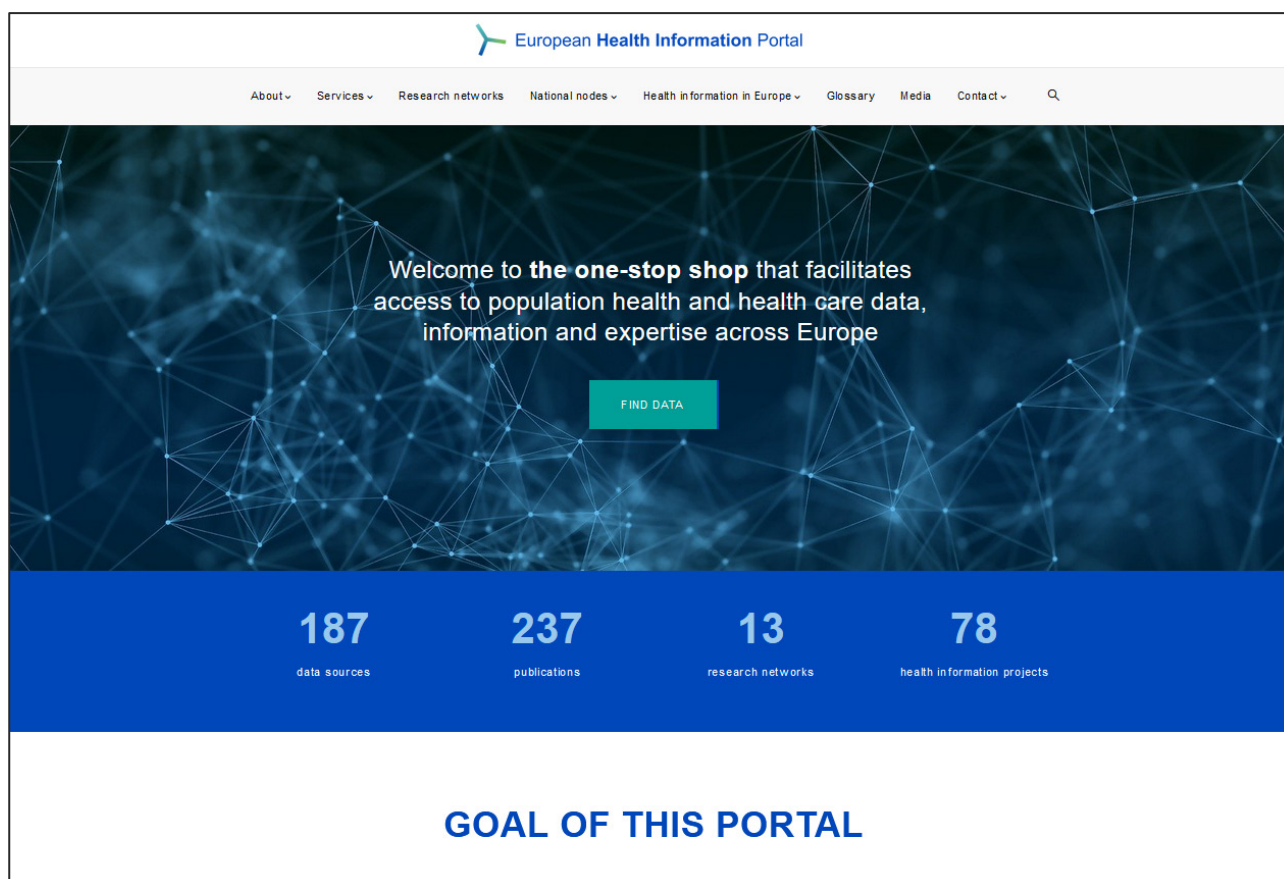 European Health Information Portal
About Services Research networks National nodes Health information in Europe Glossary Media Contact
Welcome to the one-stop shop that facilitates
access to population health and health care data,
information and expertise across Europe
FIND DATA
187 237 13 78
data sources publications research networks health information projects
GOAL OF THIS PORTAL